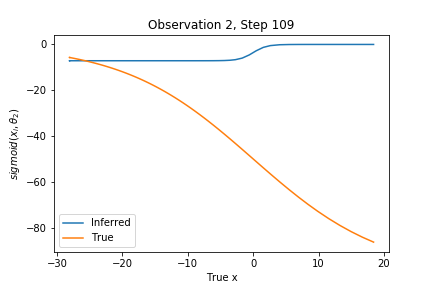 Observation 2, Step 109
0
−20
−40
−60
−80
sigmoid(xᵢ, θ₂)
Inferred
True
−30 −20 −10 0 10 20
True x